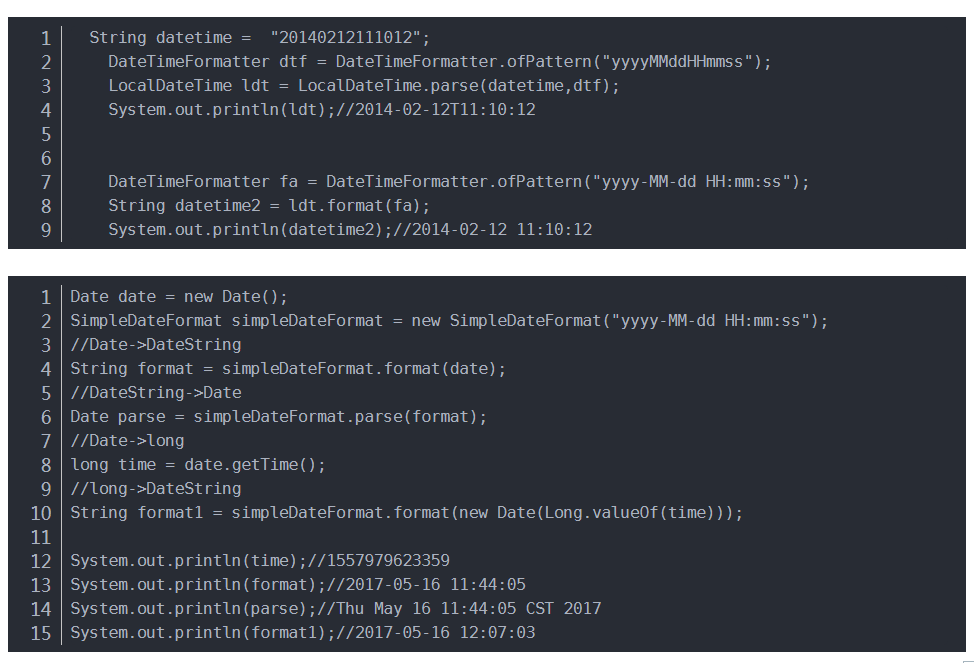 1 String datetime =  "20140212111012";
2 DateTimeFormatter dtf = DateTimeFormatter.ofPattern("yyyyMMddHHmmss");
3 LocalDateTime ldt = LocalDateTime.parse(datetime,dtf);
4 System.out.println(ldt);//2014-02-12T11:10:12
5
6
7 DateTimeFormatter fa = DateTimeFormatter.ofPattern("yyyy-MM-dd HH:mm:ss");
8 String datetime2 = ldt.format(fa);
9 System.out.println(datetime2);//2014-02-12 11:10:12
1 Date date = new Date();
2 SimpleDateFormat simpleDateFormat = new SimpleDateFormat("yyyy-MM-dd HH:mm:ss");
3 //Date->DateString
4 String format = simpleDateFormat.format(date);
5 //DateString->Date
6 Date parse = simpleDateFormat.parse(format);
7 //Date->long
8 long time = date.getTime();
9 //long->DateString
10 String format1 = simpleDateFormat.format(new Date(Long.valueOf(time)));
11
12 System.out.println(time);//1557979623359
13 System.out.println(format);//2017-05-16 11:44:05
14 System.out.println(parse);//Thu May 16 11:44:05 CST 2017
15 System.out.println(format1);//2017-05-16 12:07:03